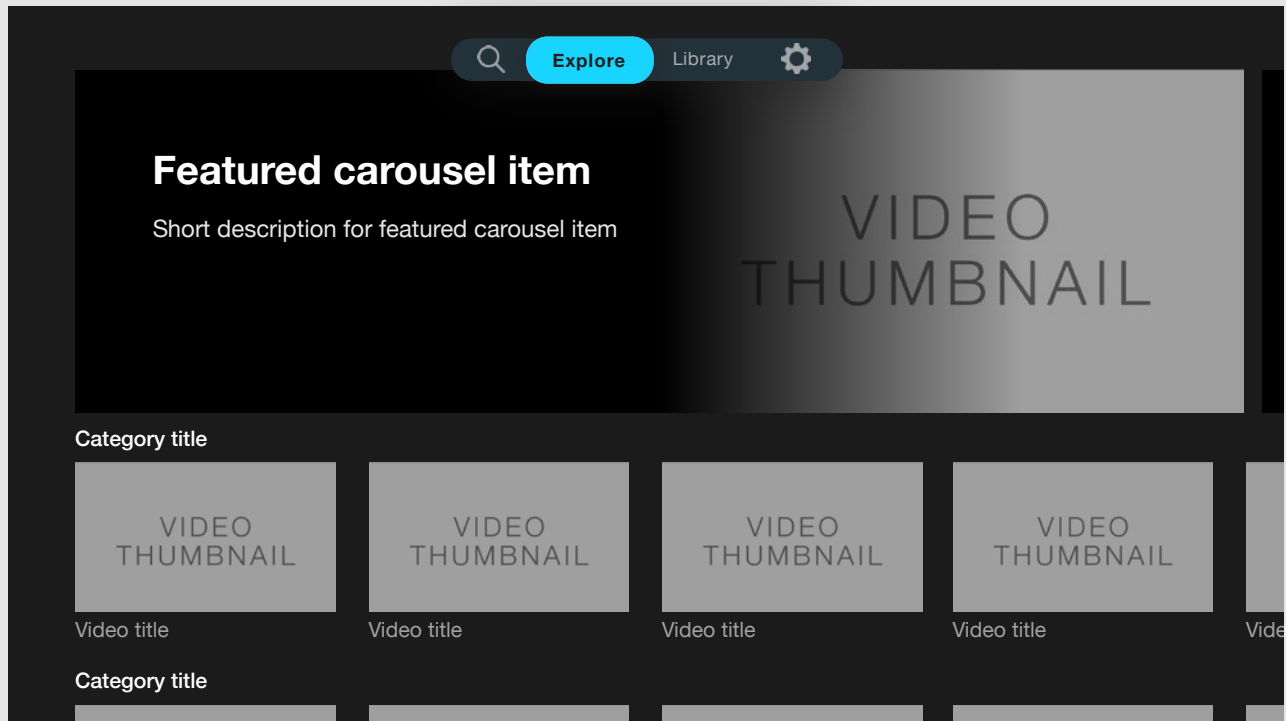 Explore Library
Featured carousel item
Short description for featured carousel item
VIDEO
THUMBNAIL
Category title
VIDEO
THUMBNAIL
VIDEO
THUMBNAIL
VIDEO
THUMBNAIL
VIDEO
THUMBNAIL
Video title Video title Video title Video title Vide
Category title